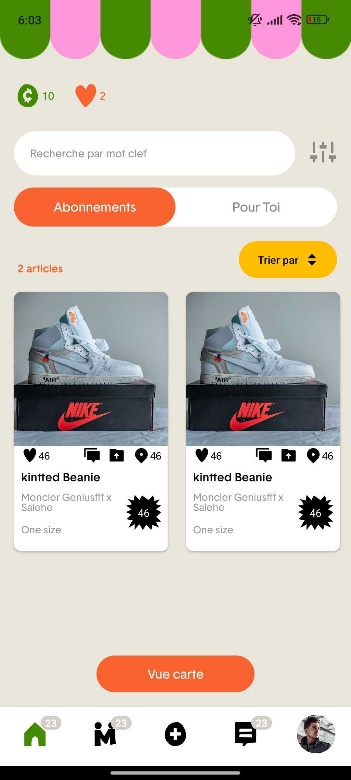 6:03
15
10
2
Recherche par mot clef
Abonnements
Pour Toi
Trier par
2 articles
"AIR"
NIKE
46
46
kintted Beanie
Moncler Geniusfff x
Salehe
46
One size
"AIR"
NIKE
46
46
kintted Beanie
Moncler Geniusfff x
Salehe
46
One size
Vue carte
23
23
23